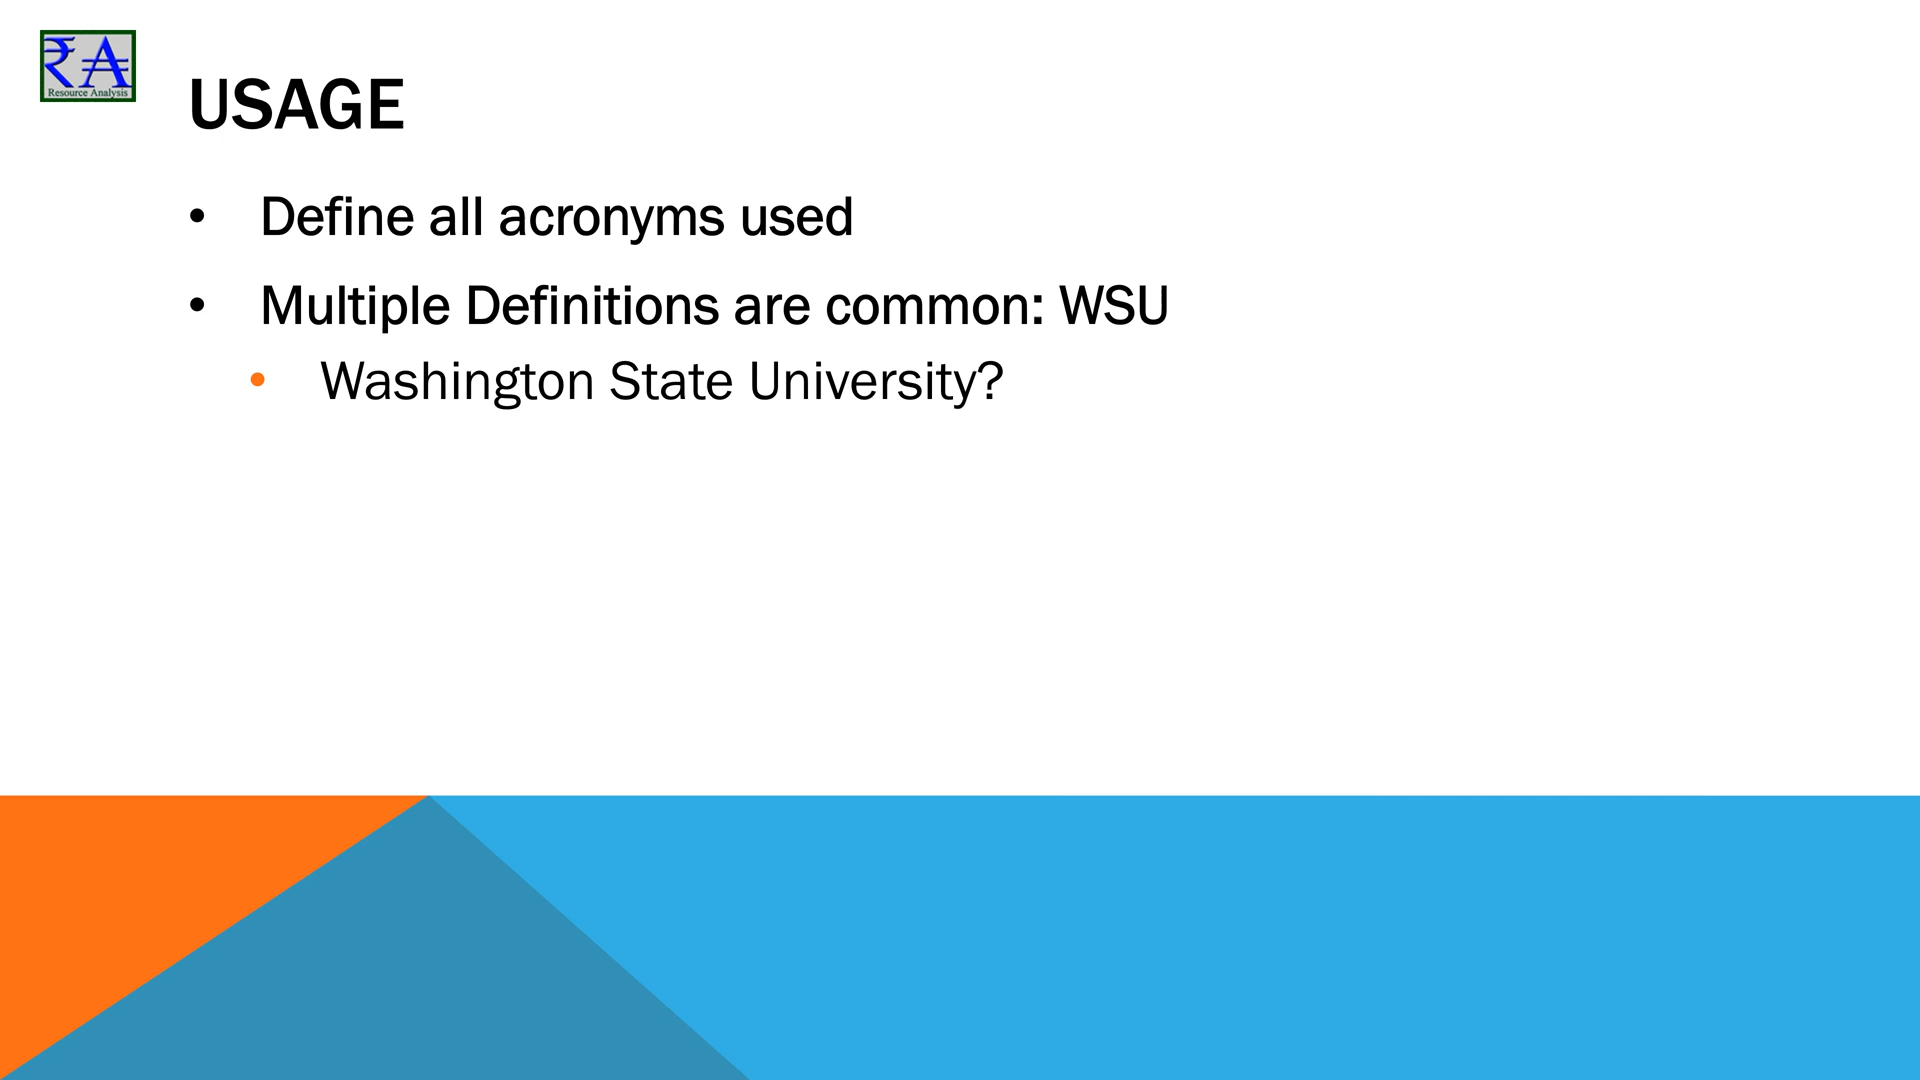 ₹A
Resource Analysis
USAGE
• Define all acronyms used
• Multiple Definitions are common: WSU
• Washington State University?